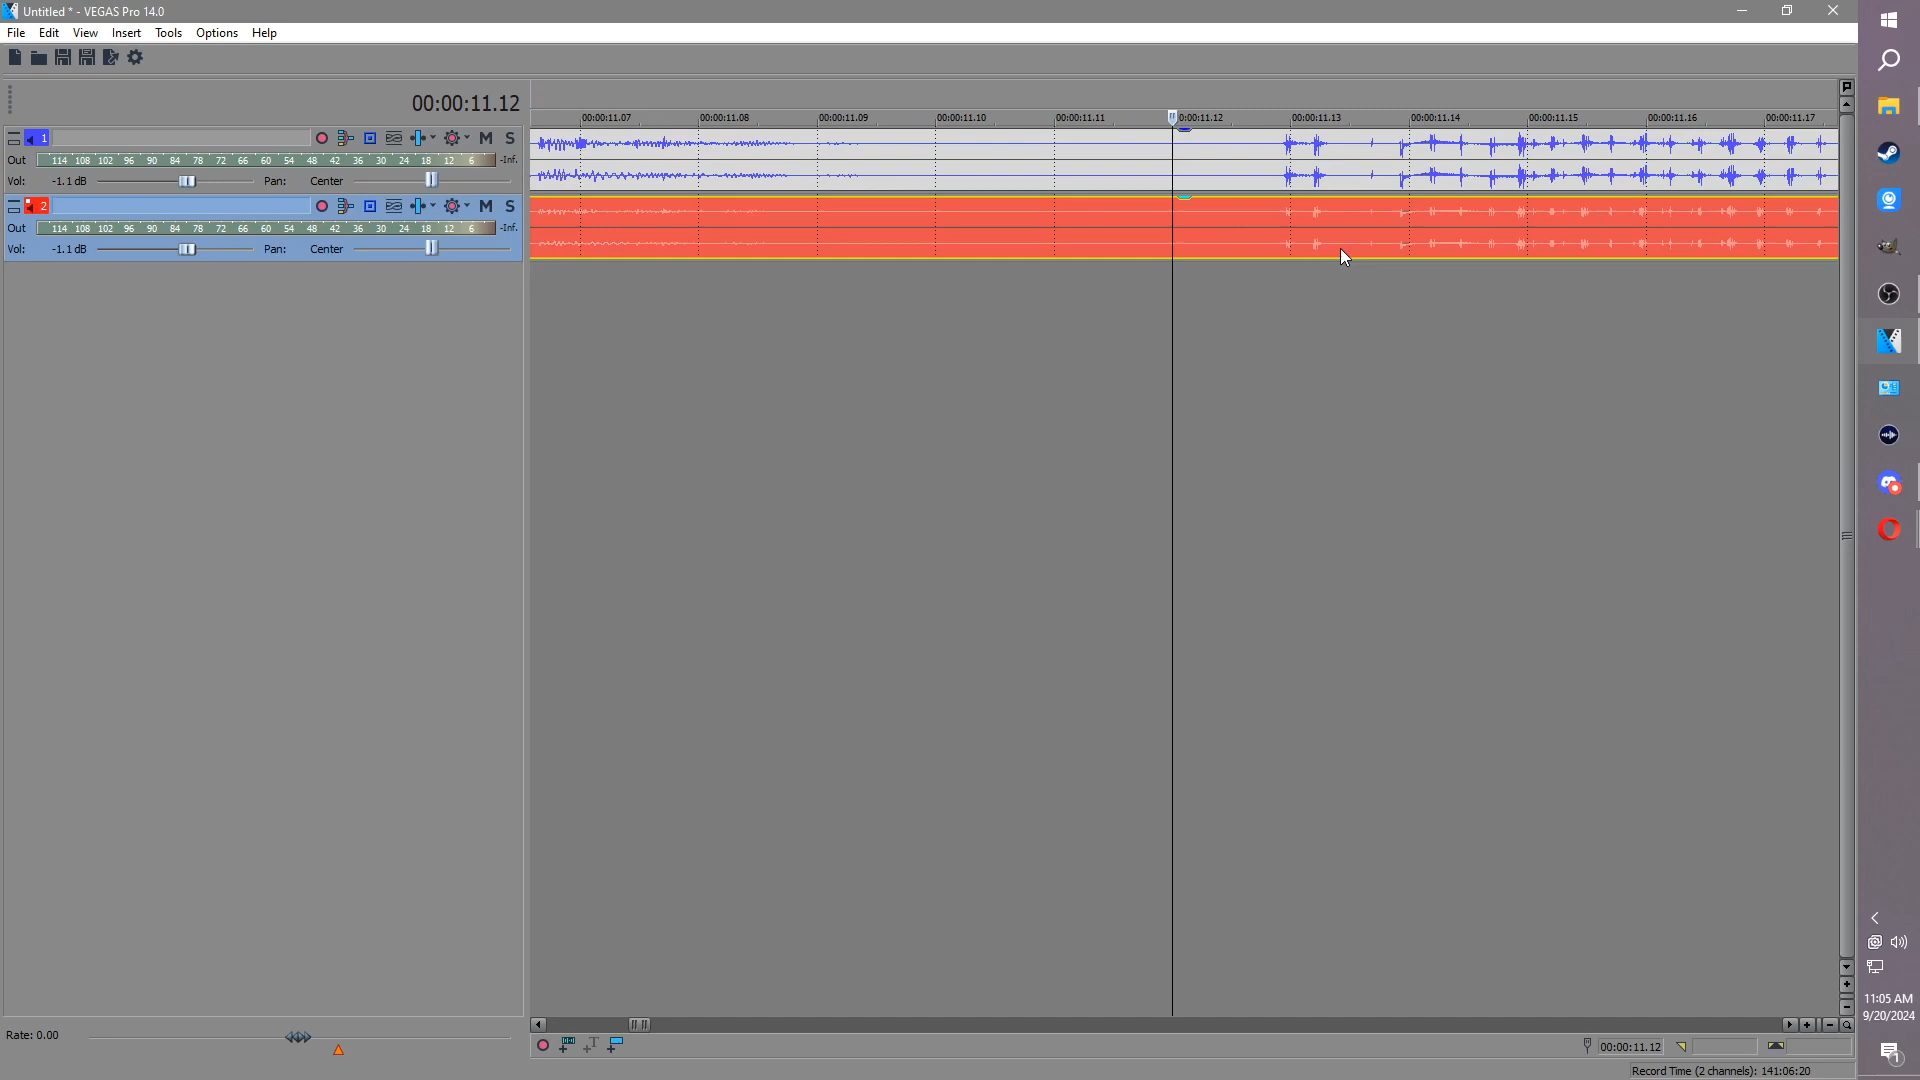 Untitled * - VEGAS Pro 14.0
File Edit View Insert Tools Options Help
00:00:11.12
00:00:11.07 00:00:11.08 00:00:11.09 00:00:11.10 00:00:11.11 00:00:11.12 00:00:11.13 00:00:11.14 00:00:11.15 00:00:11.16 00:00:11.17
1 M S
Out 114 108 102 96 90 84 78 72 66 60 54 48 42 36 30 24 18 12 6 -Inf.
Vol: -1.1 dB Pan: Center
2 M S
Out 114 108 102 96 90 84 78 72 66 60 54 48 42 36 30 24 18 12 6 -Inf.
Vol: -1.1 dB Pan: Center
Rate: 0.00
00:00:11.12
Record Time (2 channels): 141:06:20
11:05 AM
9/20/2024
1